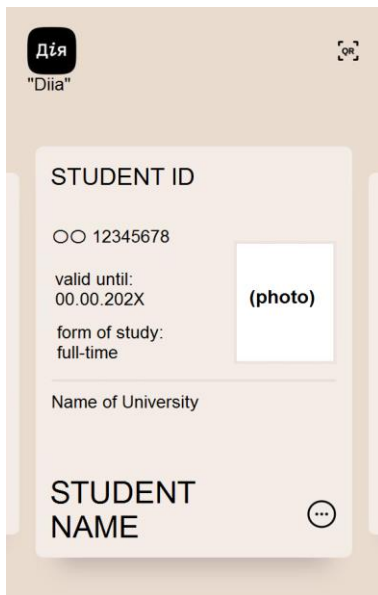 Дія
"Diia"
QR
STUDENT ID
OO 12345678
valid until:
00.00.202X
(photo)
form of study:
full-time
Name of University
STUDENT
NAME